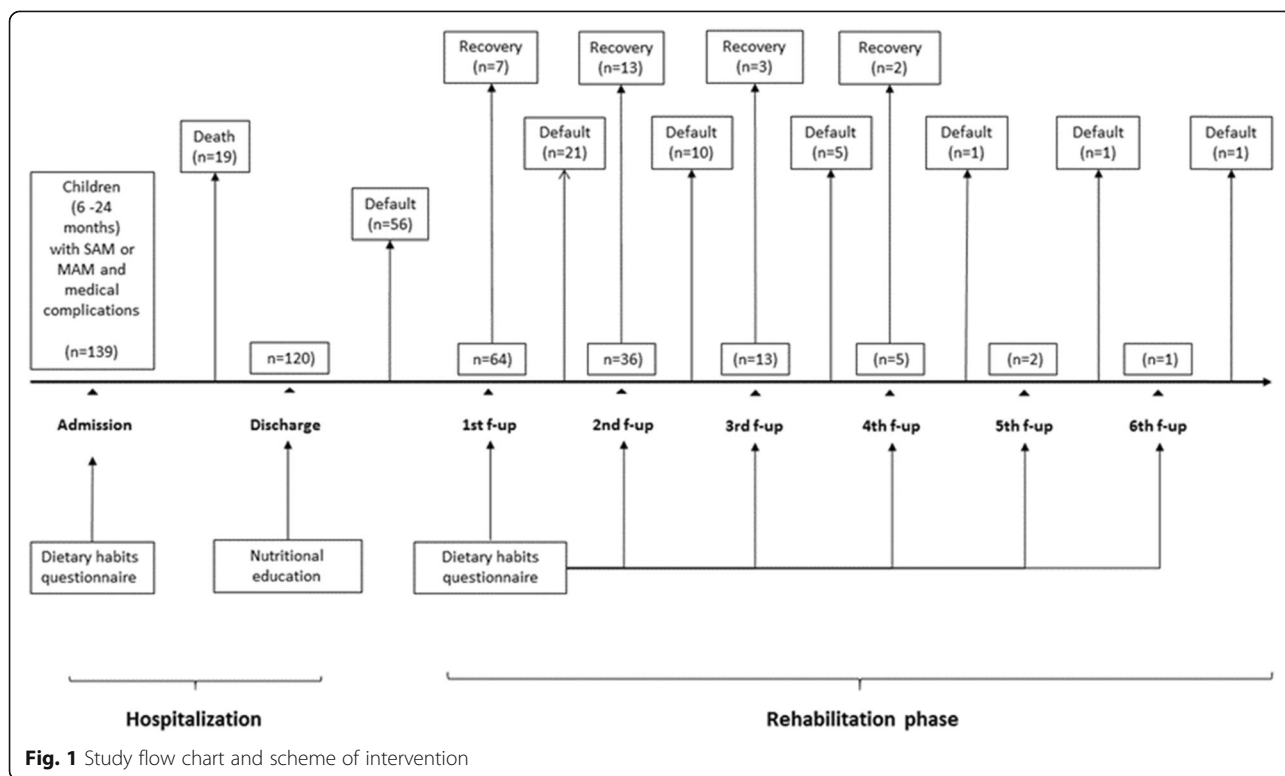 Recovery
(n=7)
Recovery
(n=13)
Recovery
(n=3)
Recovery
(n=2)
Death
(n=19)
Default
(n=21)
Default
(n=10)
Default
(n=5)
Default
(n=1)
Default
(n=1)
Default
(n=1)
Children
(6 -24
months)
with SAM or
MAM and
medical
complications
(n=139)
Default
(n=56)
n=120)
n=64)
n=36)
(n=13)
(n=5)
(n=2)
(n=1)
Admission
Discharge
1st f-up
2nd f-up
3rd f-up
4th f-up
5th f-up
6th f-up
Dietary habits
questionnaire
Nutritional
education
Dietary habits
questionnaire
Hospitalization
Rehabilitation phase
Fig. 1 Study flow chart and scheme of intervention